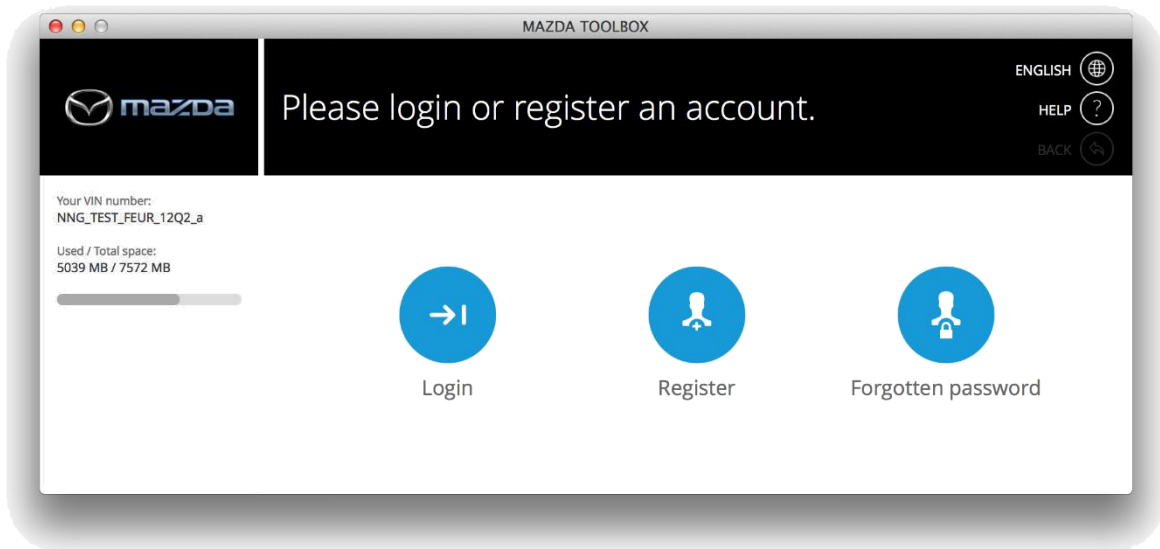 MAZDA TOOLBOX
mazda
Please login or register an account.
ENGLISH
HELP ?
BACK
Your VIN number:
NNG_TEST_FEUR_12Q2_a
Used / Total space:
5039 MB / 7572 MB
Login
Register
Forgotten password